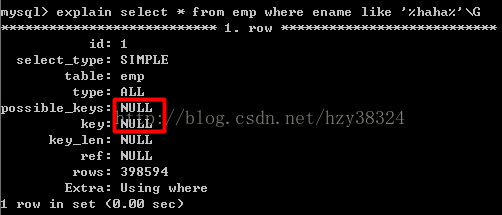 mysql> explain select * from emp where ename like '%haha%'\G
*************************** 1. row ***************************
id: 1
select_type: SIMPLE
table: emp
type: ALL
possible_keys: NULL
key: NULL
key_len: NULL
ref: NULL
rows: 398594
Extra: Using where
1 row in set (0.00 sec)
http://blog.csdn.net/hzy38324